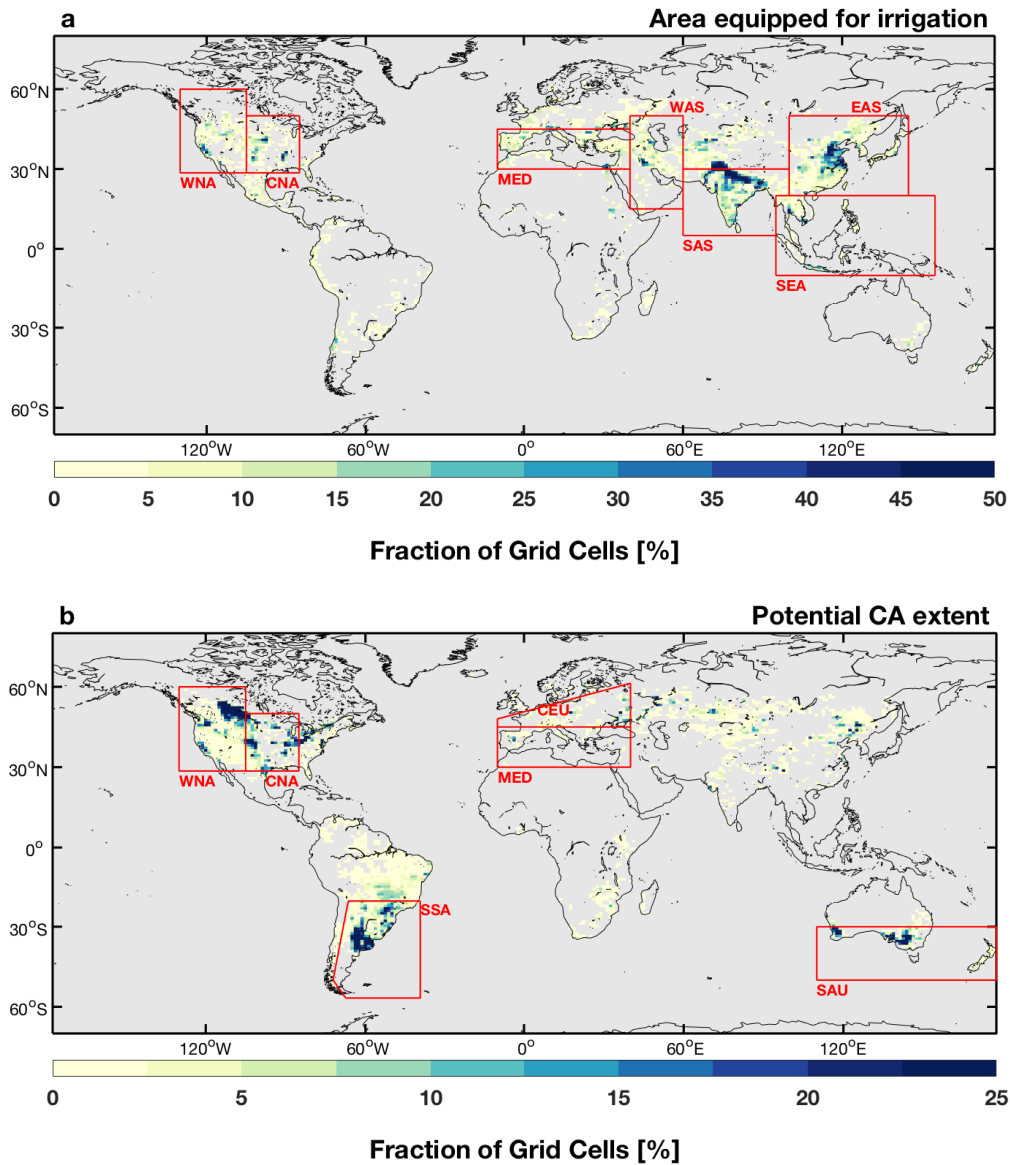 a Area equipped for irrigation
60°N
WAS EAS
30°N
WNA CNA MED
SAS
0°
SEA
30°S
60°S
120°W 60°W 0° 60°E 120°E
0 5 10 15 20 25 30 35 40 45 50
Fraction of Grid Cells [%]
b Potential CA extent
60°N
CEU
30°N
WNA CNA MED
0°
SSA
30°S
SAU
60°S
120°W 60°W 0° 60°E 120°E
0 5 10 15 20 25
Fraction of Grid Cells [%]